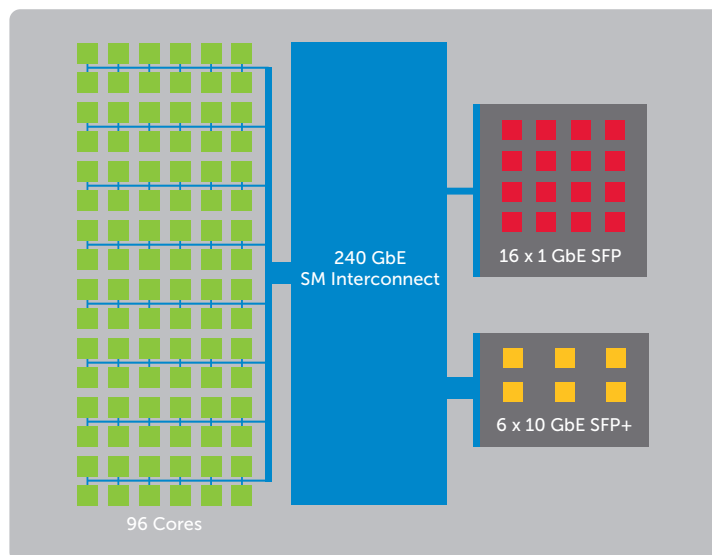 240 GbE
SM Interconnect
16 x 1 GbE SFP
6 x 10 GbE SFP+
96 Cores